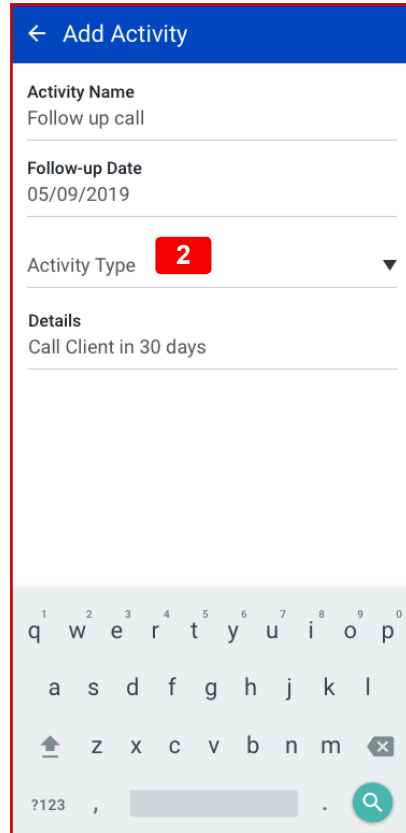 ← Add Activity
Activity Name
Follow up call
Follow-up Date
05/09/2019
Activity Type 2 ▼
Details
Call Client in 30 days
1 2 3 4 5 6 7 8 9 0
q w e r t y u i o p
a s d f g h j k l
z x c v b n m
?123 , .